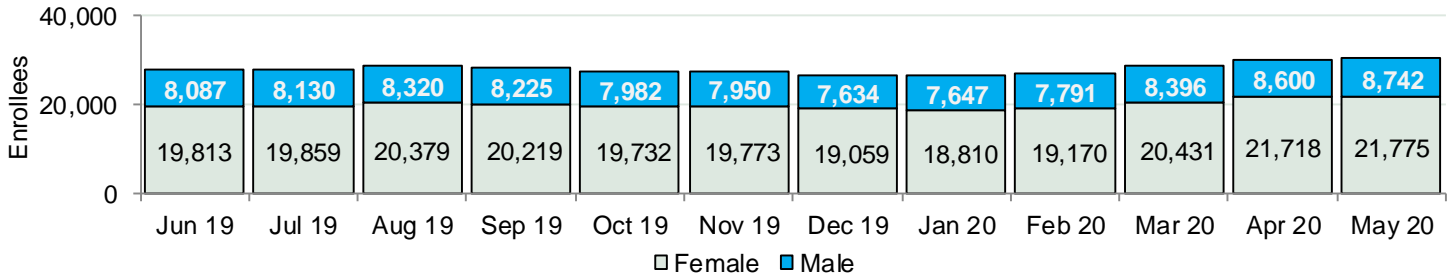 40,000
20,000
0
Enrollees
8,087 8,130 8,320 8,225 7,982 7,950 7,634 7,647 7,791 8,396 8,600 8,742
19,813 19,859 20,379 20,219 19,732 19,773 19,059 18,810 19,170 20,431 21,718 21,775
Jun 19 Jul 19 Aug 19 Sep 19 Oct 19 Nov 19 Dec 19 Jan 20 Feb 20 Mar 20 Apr 20 May 20
Female Male